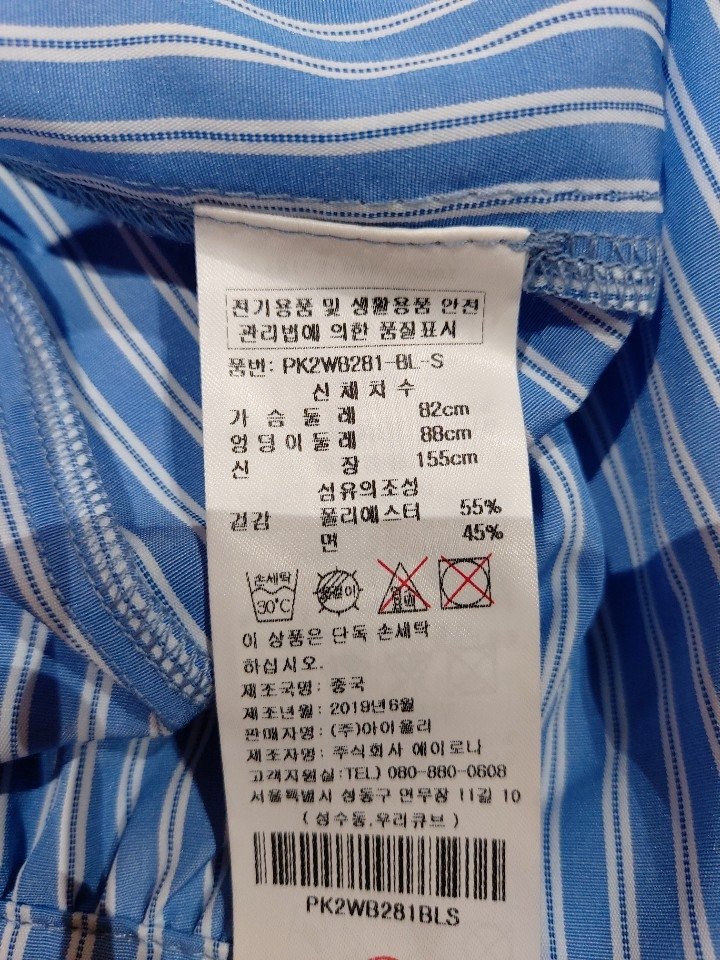 전기용품 및 생활용품 안전
관리법에 의한 품질표시
품번: PK2WB281-BL-S
신체치수
가슴둘레 82cm
엉덩이둘레 88cm
신장 155cm
섬유의조성
겉감 폴리에스터 55%
면 45%
손세탁
30℃
이 상품은 단독 손세탁
하십시오.
제조국명: 중국
제조년월: 2019년6월
판매자명: (주)아이올리
제조자명: 주식회사 에이로나
고객지원실:TEL) 080-880-0608
서울특별시 성동구 연무장 11길 10
(성수동,우리큐브)
PK2WB281BLS